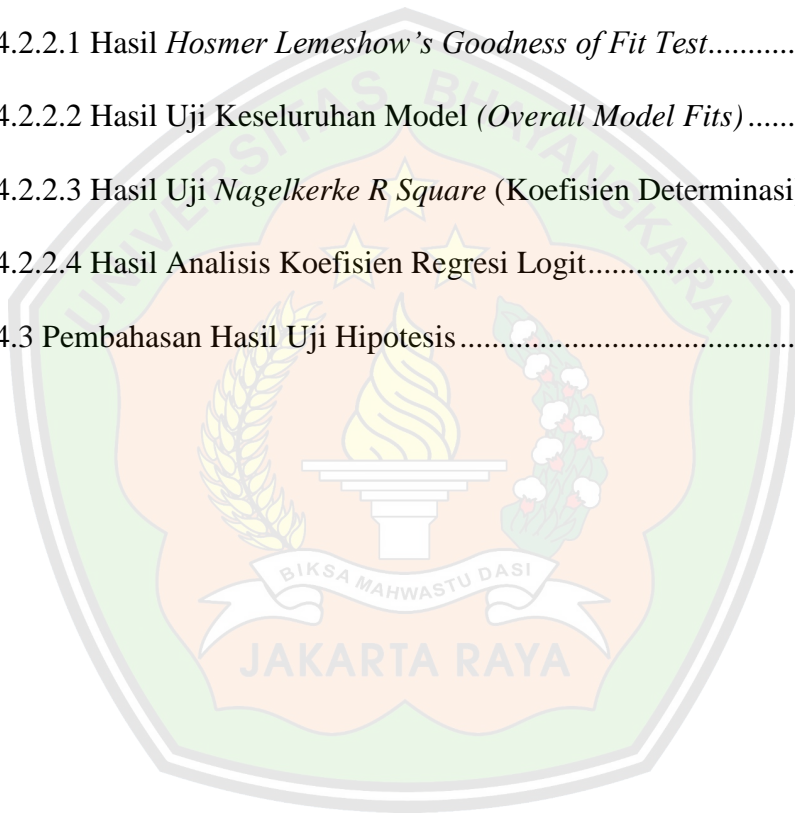 4.2.2.1 Hasil Hosmer Lemeshow’s Goodness of Fit Test...........
4.2.2.2 Hasil Uji Keseluruhan Model (Overall Model Fits) ......
4.2.2.3 Hasil Uji Nagelkerke R Square (Koefisien Determinasi
4.2.2.4 Hasil Analisis Koefisien Regresi Logit..........................
4.3 Pembahasan Hasil Uji Hipotesis ..........................................
UNIVERSITAS BHAYANGKARA
BIKSA MAHWASTU DASI
JAKARTA RAYA